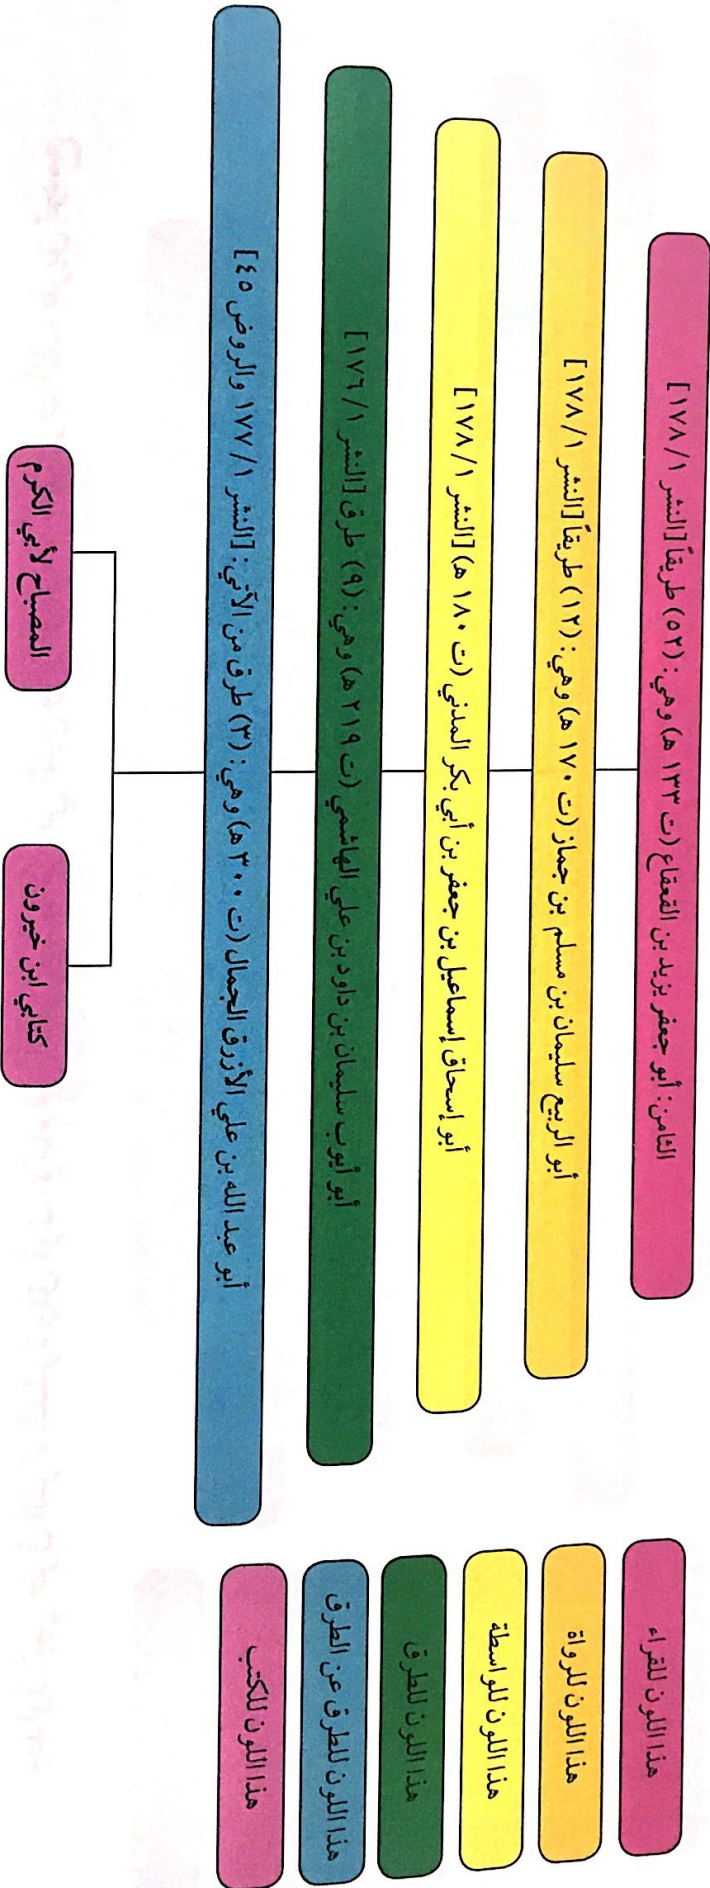 الثامن: أبو جعفر يزيد بن القعقاع (ت ١٣٣ هـ) وهي: (٥٢) طريقاً [النشر ١/ ١٧٨]
أبو الربيع سليمان بن مسلم بن جماز (ت ١٧٠ هـ) وهي: (١٢) طريقاً [النشر ١/ ١٧٨]
أبو إسحاق إسماعيل بن جعفر بن أبي بكر المدني (ت ١٨٠ هـ) [النشر ١/ ١٧٨]
أبو أيوب سليمان بن داود بن علي الهاشمي (ت ٢١٩ هـ) وهي: (٩) طرق [النشر ١/ ١٧٦]
أبو عبد الله بن علي الأزرق الجمال (ت ٣٠٠ هـ) وهي: (٣) طرق من الآتي: [النشر ١/ ١٧٧ والروض ٤٥]
كتابي ابن خيرون
المصباح لأبي الكرم
هذا اللون للقراء
هذا اللون للرواة
هذا اللون للواسطة
هذا اللون للطرق
هذا اللون للطرق عن الطرق
هذا اللون للكتب